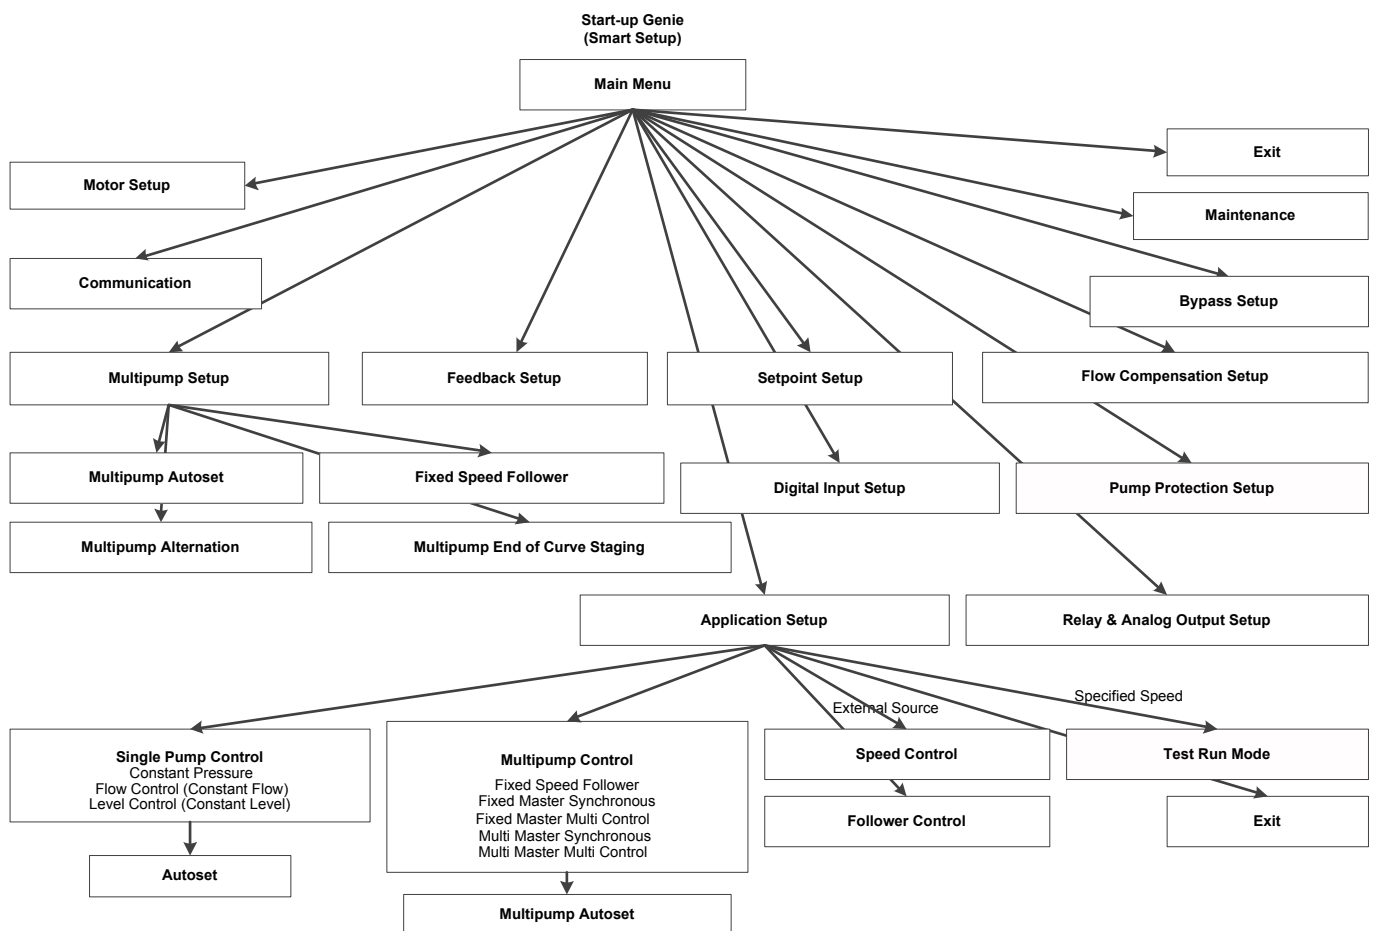 Start-up Genie
(Smart Setup)
Main Menu
Exit
Motor Setup
Maintenance
Communication
Bypass Setup
Multipump Setup
Feedback Setup
Setpoint Setup
Flow Compensation Setup
Multipump Autoset
Fixed Speed Follower
Digital Input Setup
Pump Protection Setup
Multipump Alternation
Multipump End of Curve Staging
Application Setup
Relay & Analog Output Setup
External Source
Specified Speed
Single Pump Control
Constant Pressure
Flow Control (Constant Flow)
Level Control (Constant Level)
Multipump Control
Fixed Speed Follower
Fixed Master Synchronous
Fixed Master Multi Control
Multi Master Synchronous
Multi Master Multi Control
Speed Control
Test Run Mode
Follower Control
Exit
Autoset
Multipump Autoset